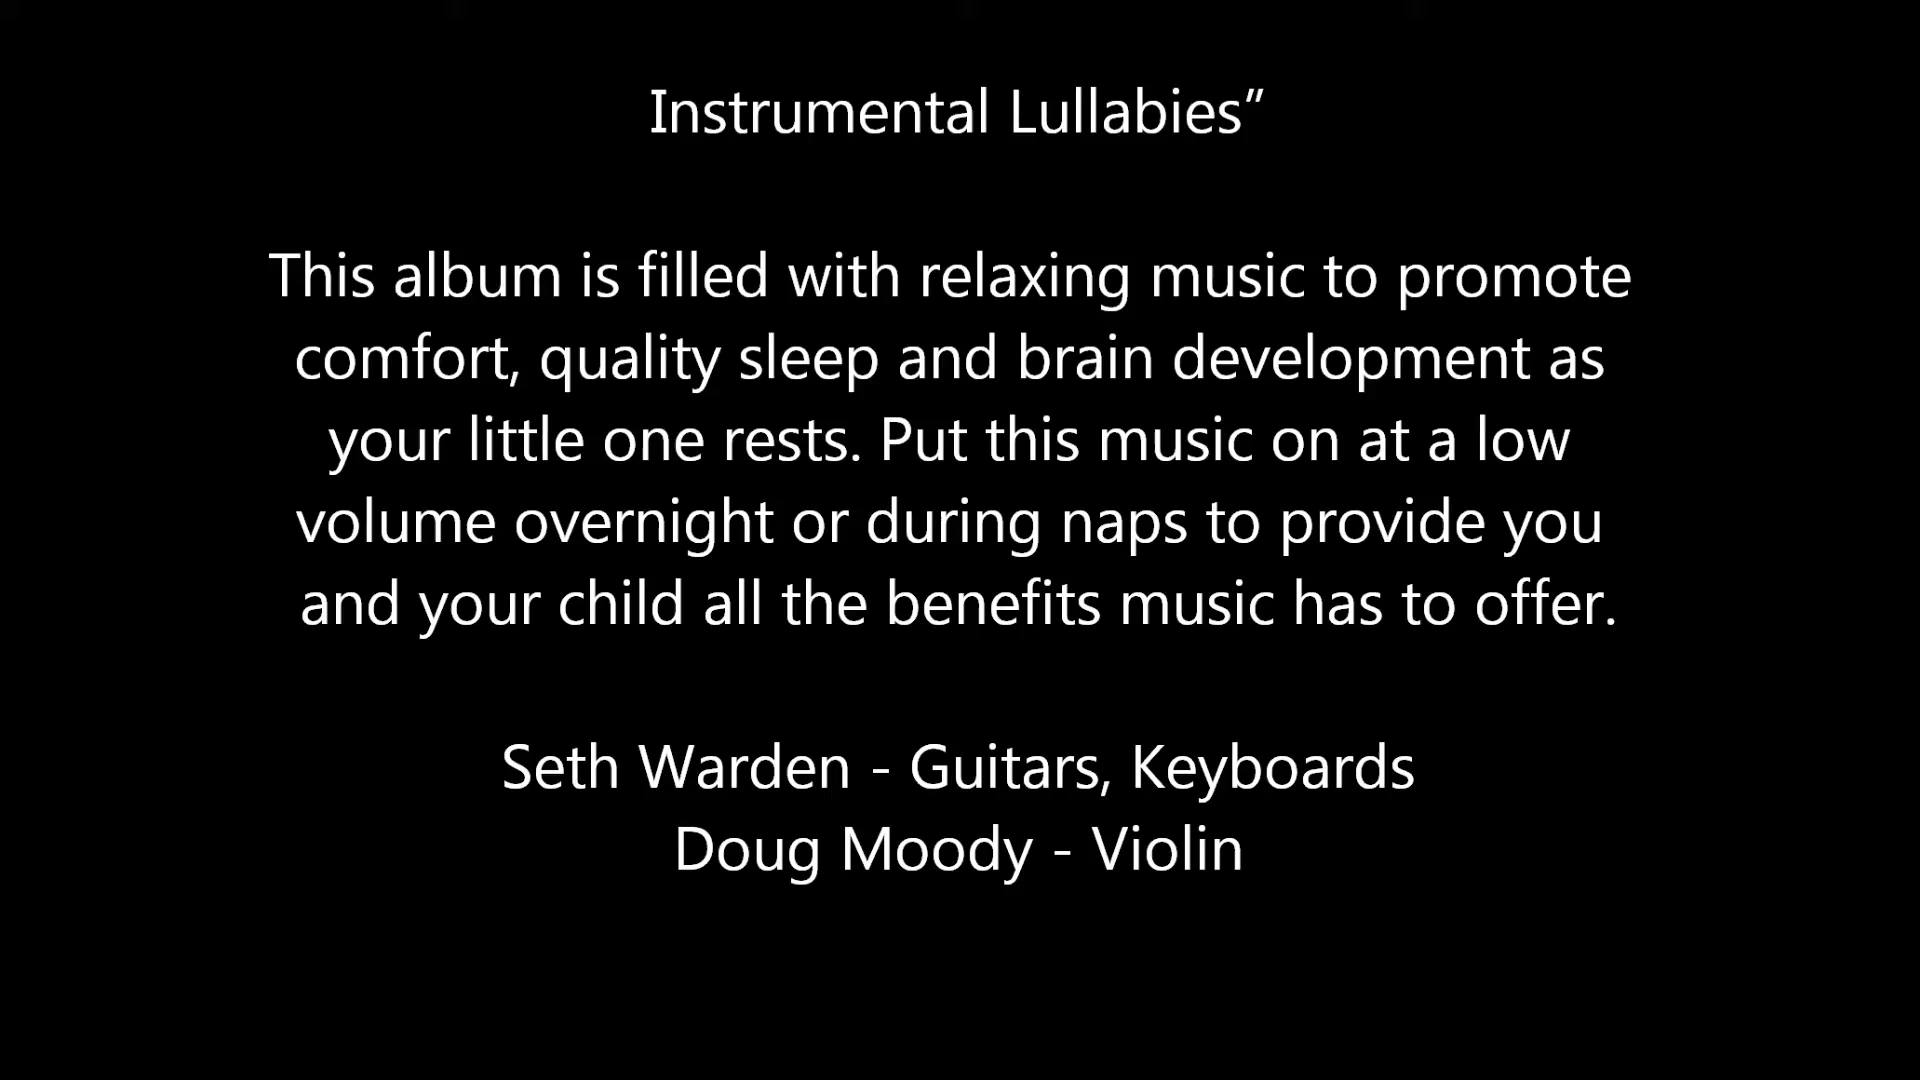 Instrumental Lullabies”
This album is filled with relaxing music to promote
comfort, quality sleep and brain development as
your little one rests. Put this music on at a low
volume overnight or during naps to provide you
and your child all the benefits music has to offer.
Seth Warden - Guitars, Keyboards
Doug Moody - Violin